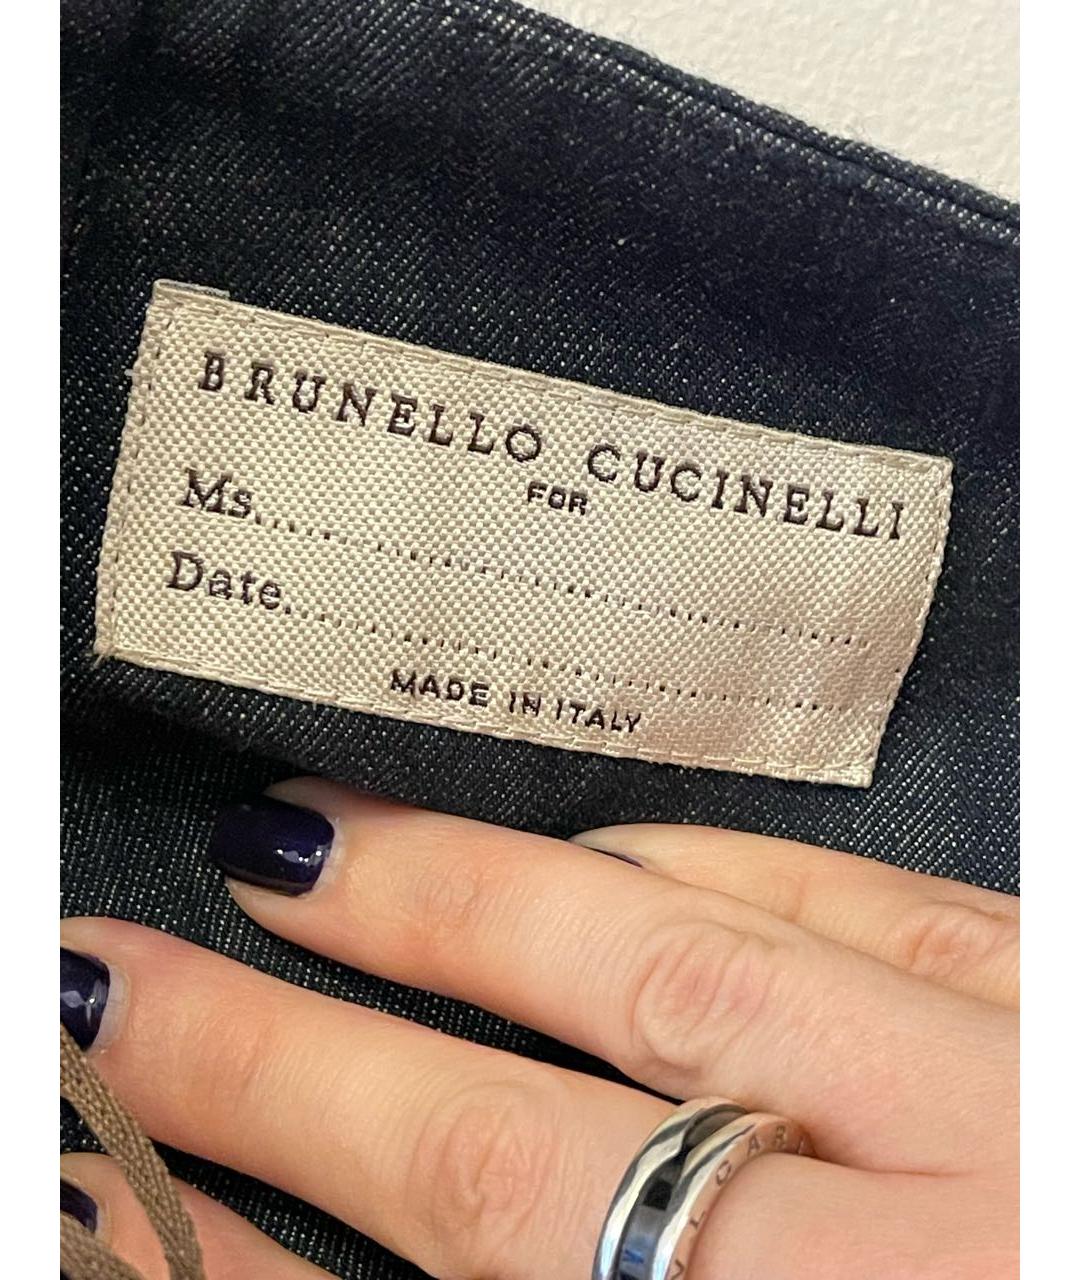 BRUNELLO CUCINELLI
FOR
Ms.............................................
Date.............................................
MADE IN ITALY